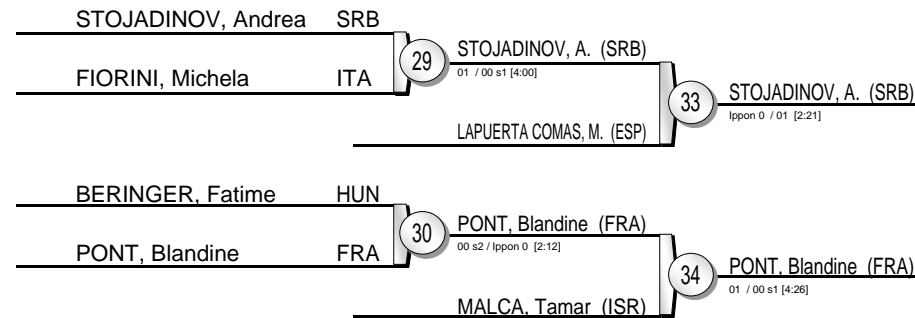 STOJADINOV, Andrea SRB
29
STOJADINOV, A. (SRB)
01 / 00 s1 [4:00]
FIORINI, Michela ITA
33
STOJADINOV, A. (SRB)
Ippon 0 / 01 [2:21]
LAPUERTA COMAS, M. (ESP)
BERINGER, Fatime HUN
30
PONT, Blandine (FRA)
00 s2 / Ippon 0 [2:12]
PONT, Blandine FRA
34
PONT, Blandine (FRA)
01 / 00 s1 [4:26]
MALCA, Tamar (ISR)